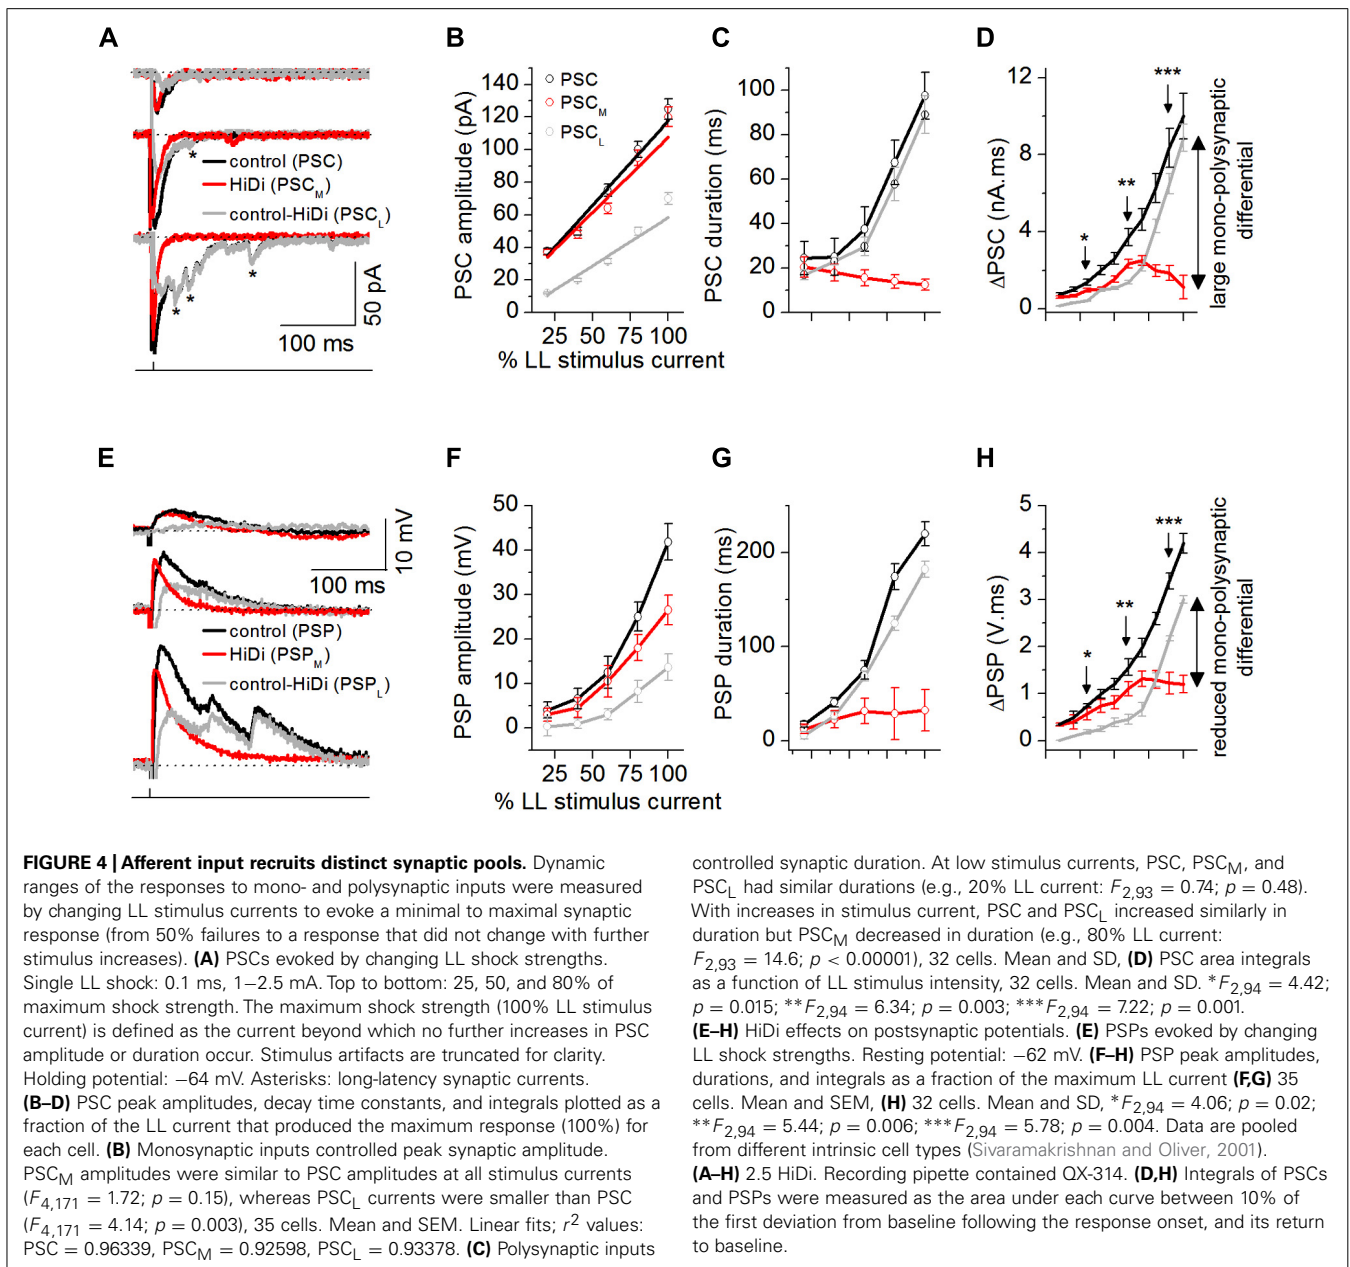 A
control (PSC)
HiDi (PSCM)
control-HiDi (PSCL)
*
*
*
*
50 pA
100 ms
B
PSC amplitude (pA)
140
120
100
80
60
40
20
0
PSC
PSCM
PSCL
25 50 75 100
% LL stimulus current
C
PSC duration (ms)
100
80
60
40
20
0
D
ΔPSC (nA.ms)
12
8
4
0
*
**
***
large mono-polysynaptic
differential
E
10 mV
100 ms
control (PSP)
HiDi (PSPM)
control-HiDi (PSPL)
F
PSP amplitude (mV)
50
40
30
20
10
0
25 50 75 100
% LL stimulus current
G
PSP duration (ms)
200
100
0
H
ΔPSP (V.ms)
5
4
3
2
1
0
*
**
***
reduced mono-polysynaptic
differential
FIGURE 4 | Afferent input recruits distinct synaptic pools. Dynamic
ranges of the responses to mono- and polysynaptic inputs were measured
by changing LL stimulus currents to evoke a minimal to maximal synaptic
response (from 50% failures to a response that did not change with further
stimulus increases). (A) PSCs evoked by changing LL shock strengths.
Single LL shock: 0.1 ms, 1–2.5 mA. Top to bottom: 25, 50, and 80% of
maximum shock strength. The maximum shock strength (100% LL stimulus
current) is defined as the current beyond which no further increases in PSC
amplitude or duration occur. Stimulus artifacts are truncated for clarity.
Holding potential: −64 mV. Asterisks: long-latency synaptic currents.
(B–D) PSC peak amplitudes, decay time constants, and integrals plotted as a
fraction of the LL current that produced the maximum response (100%) for
each cell. (B) Monosynaptic inputs controlled peak synaptic amplitude.
PSCM amplitudes were similar to PSC amplitudes at all stimulus currents
(F4,171 = 1.72; p = 0.15), whereas PSCL currents were smaller than PSC
(F4,171 = 4.14; p = 0.003), 35 cells. Mean and SEM. Linear fits; r2 values:
PSC = 0.96339, PSCM = 0.92598, PSCL = 0.93378. (C) Polysynaptic inputs
controlled synaptic duration. At low stimulus currents, PSC, PSCM, and
PSCL had similar durations (e.g., 20% LL current: F2,93 = 0.74; p = 0.48).
With increases in stimulus current, PSC and PSCL increased similarly in
duration but PSCM decreased in duration (e.g., 80% LL current:
F2,93 = 14.6; p < 0.00001), 32 cells. Mean and SD, (D) PSC area integrals
as a function of LL stimulus intensity, 32 cells. Mean and SD. *F2,94 = 4.42;
p = 0.015; **F2,94 = 6.34; p = 0.003; ***F2,94 = 7.22; p = 0.001.
(E–H) HiDi effects on postsynaptic potentials. (E) PSPs evoked by changing
LL shock strengths. Resting potential: −62 mV. (F–H) PSP peak amplitudes,
durations, and integrals as a fraction of the maximum LL current (F,G) 35
cells. Mean and SEM, (H) 32 cells. Mean and SD, *F2,94 = 4.06; p = 0.02;
**F2,94 = 5.44; p = 0.006; ***F2,94 = 5.78; p = 0.004. Data are pooled
from different intrinsic cell types (Sivaramakrishnan and Oliver, 2001).
(A–H) 2.5 HiDi. Recording pipette contained QX-314. (D,H) Integrals of PSCs
and PSPs were measured as the area under each curve between 10% of
the first deviation from baseline following the response onset, and its return
to baseline.